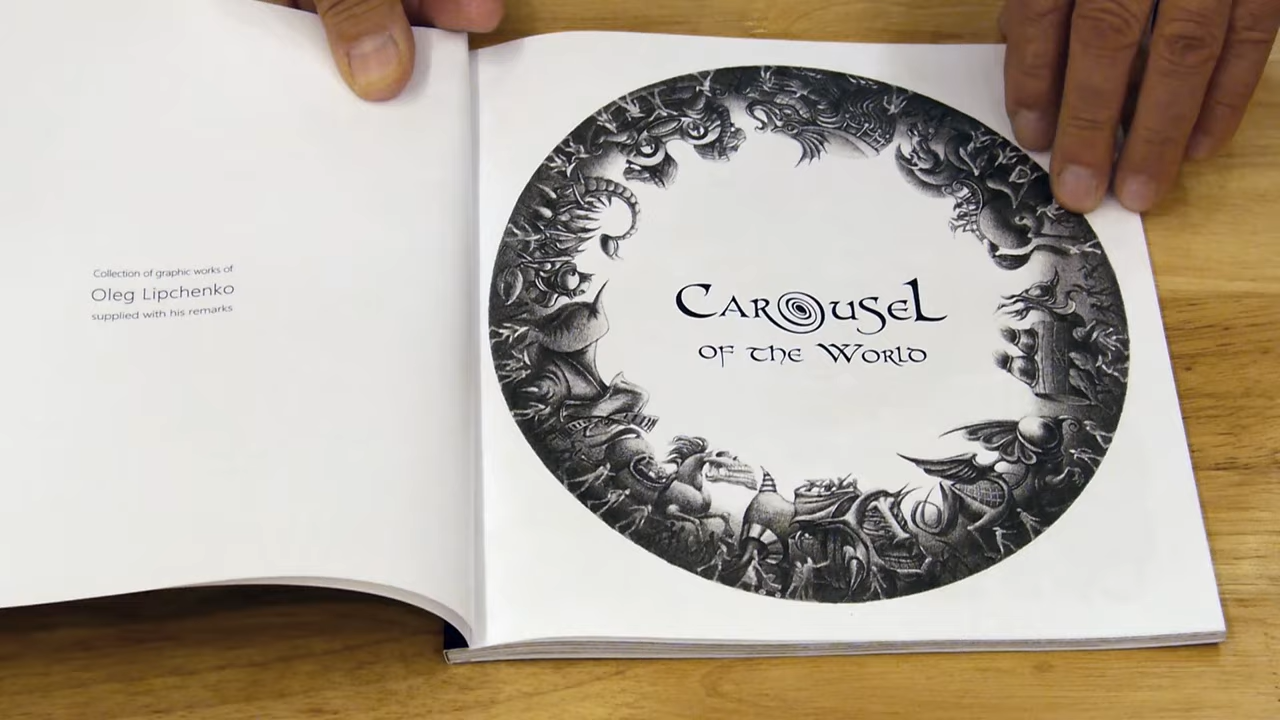 Collection of graphic works of
Oleg Lipchenko
supplied with his remarks
Carousel
of the World